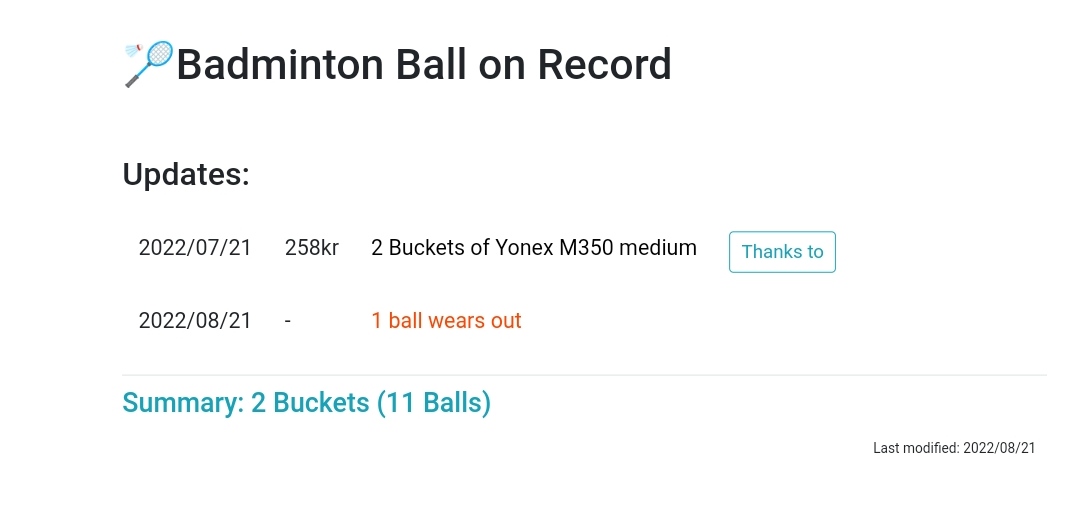 🏸Badminton Ball on Record
Updates:
2022/07/21 258kr 2 Buckets of Yonex M350 medium Thanks to
2022/08/21 - 1 ball wears out
Summary: 2 Buckets (11 Balls)
Last modified: 2022/08/21